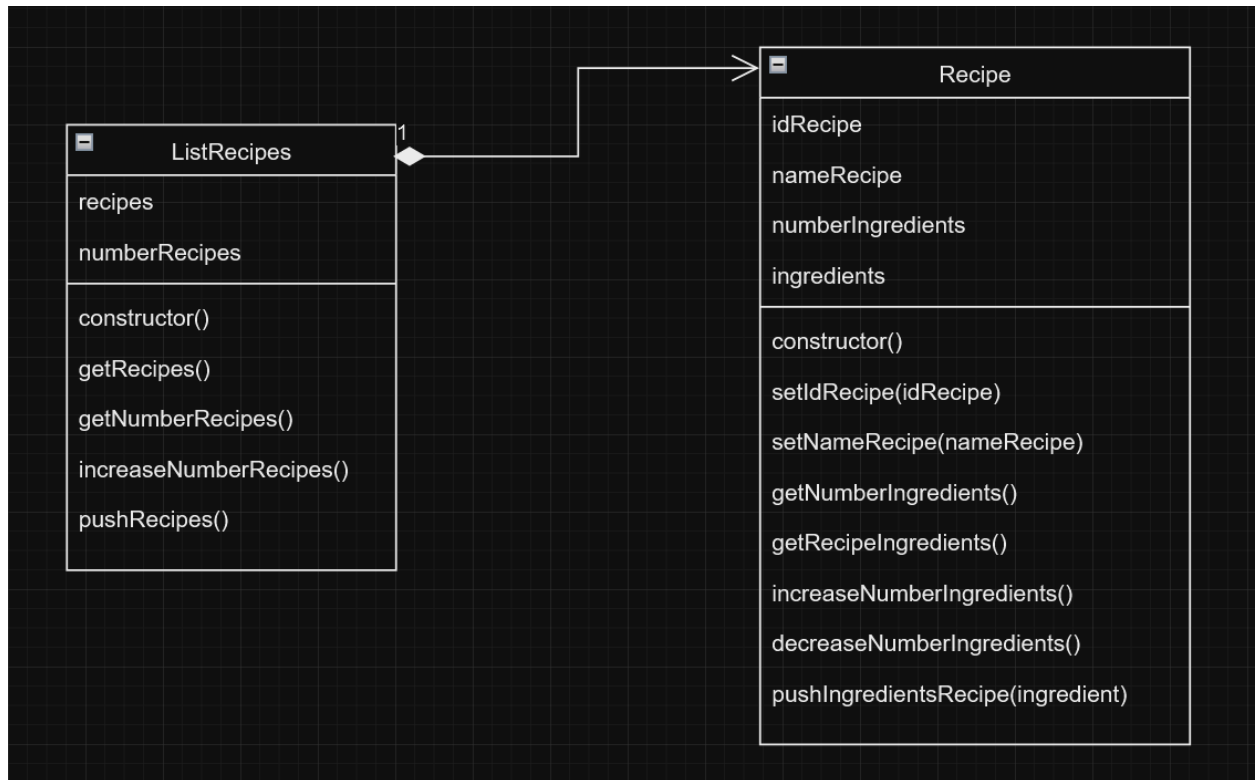 ListRecipes
recipes
numberRecipes
constructor()
getRecipes()
getNumberRecipes()
increaseNumberRecipes()
pushRecipes()
1
Recipe
idRecipe
nameRecipe
numberIngredients
ingredients
constructor()
setIdRecipe(idRecipe)
setNameRecipe(nameRecipe)
getNumberIngredients()
getRecipeIngredients()
increaseNumberIngredients()
decreaseNumberIngredients()
pushIngredientsRecipe(ingredient)